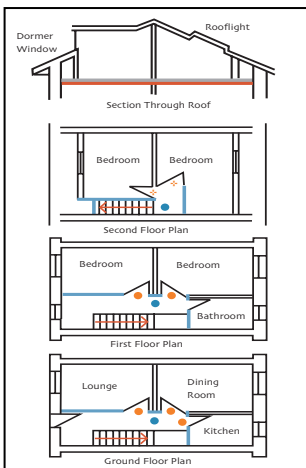 Rooflight
Dormer
Window
Section Through Roof
Bedroom
Bedroom
Second Floor Plan
Bedroom
Bedroom
Bathroom
First Floor Plan
Lounge
Dining
Room
Kitchen
Ground Floor Plan